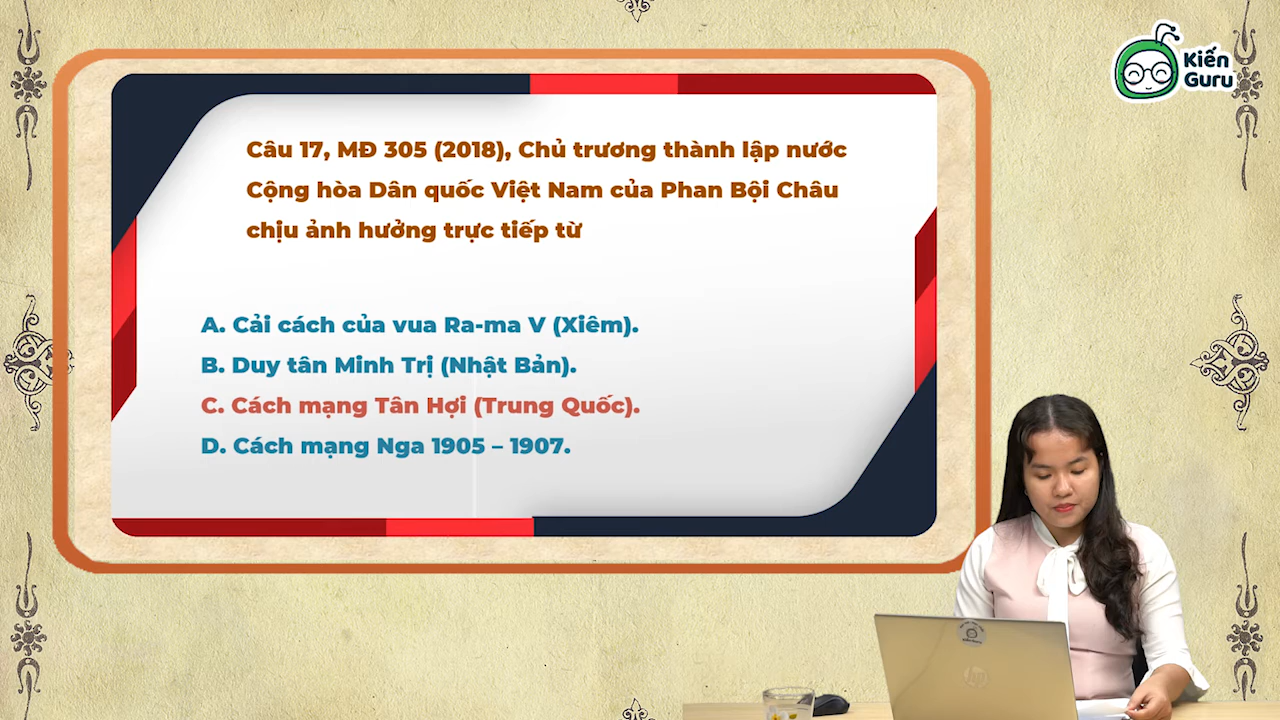 Kiến
Guru
Câu 17, MĐ 305 (2018), Chủ trương thành lập nước
Cộng hòa Dân quốc Việt Nam của Phan Bội Châu
chịu ảnh hưởng trực tiếp từ
A. Cải cách của vua Ra-ma V (Xiêm).
B. Duy tân Minh Trị (Nhật Bản).
C. Cách mạng Tân Hợi (Trung Quốc).
D. Cách mạng Nga 1905 – 1907.
hp